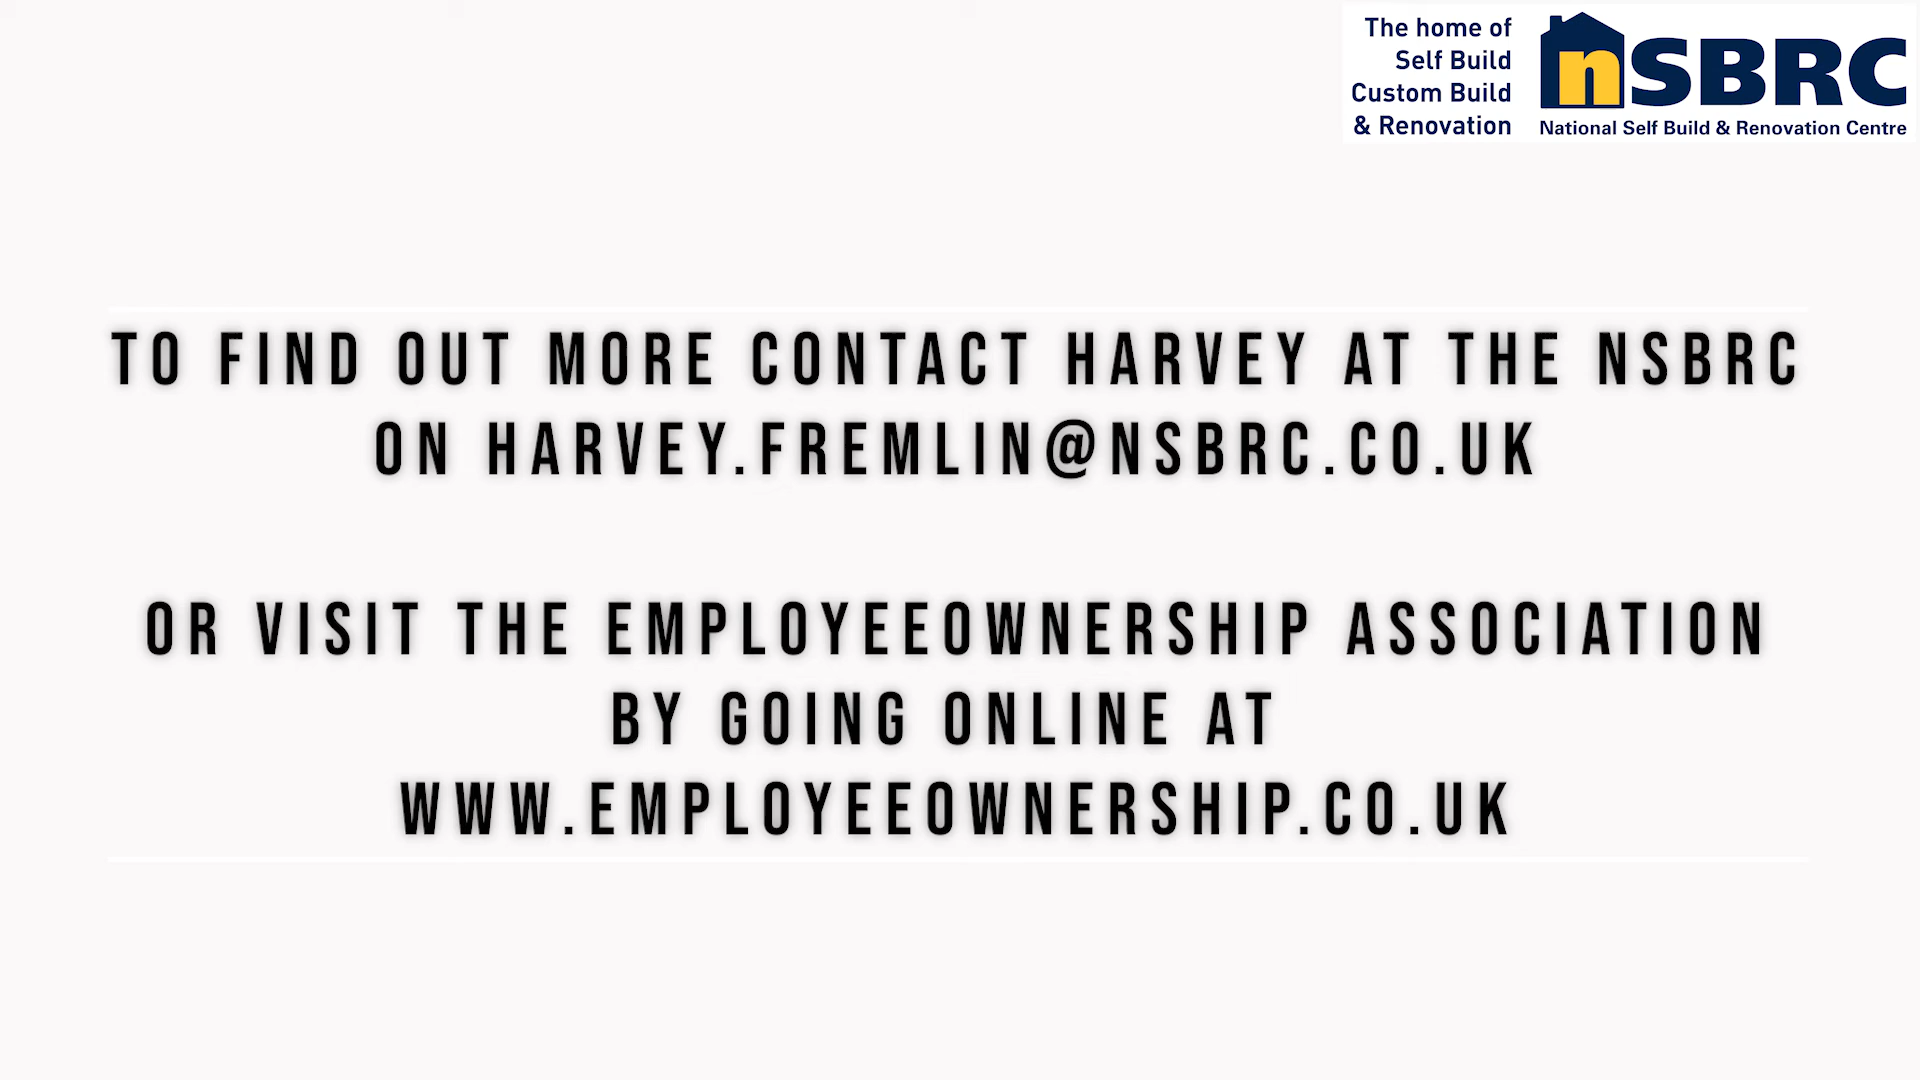 The home of
Self Build
Custom Build
& Renovation
nSBRC
National Self Build & Renovation Centre
TO FIND OUT MORE CONTACT HARVEY AT THE NSBRC
ON HARVEY.FREMLIN@NSBRC.CO.UK
OR VISIT THE EMPLOYEEOWNERSHIP ASSOCIATION
BY GOING ONLINE AT
WWW.EMPLOYEEOWNERSHIP.CO.UK